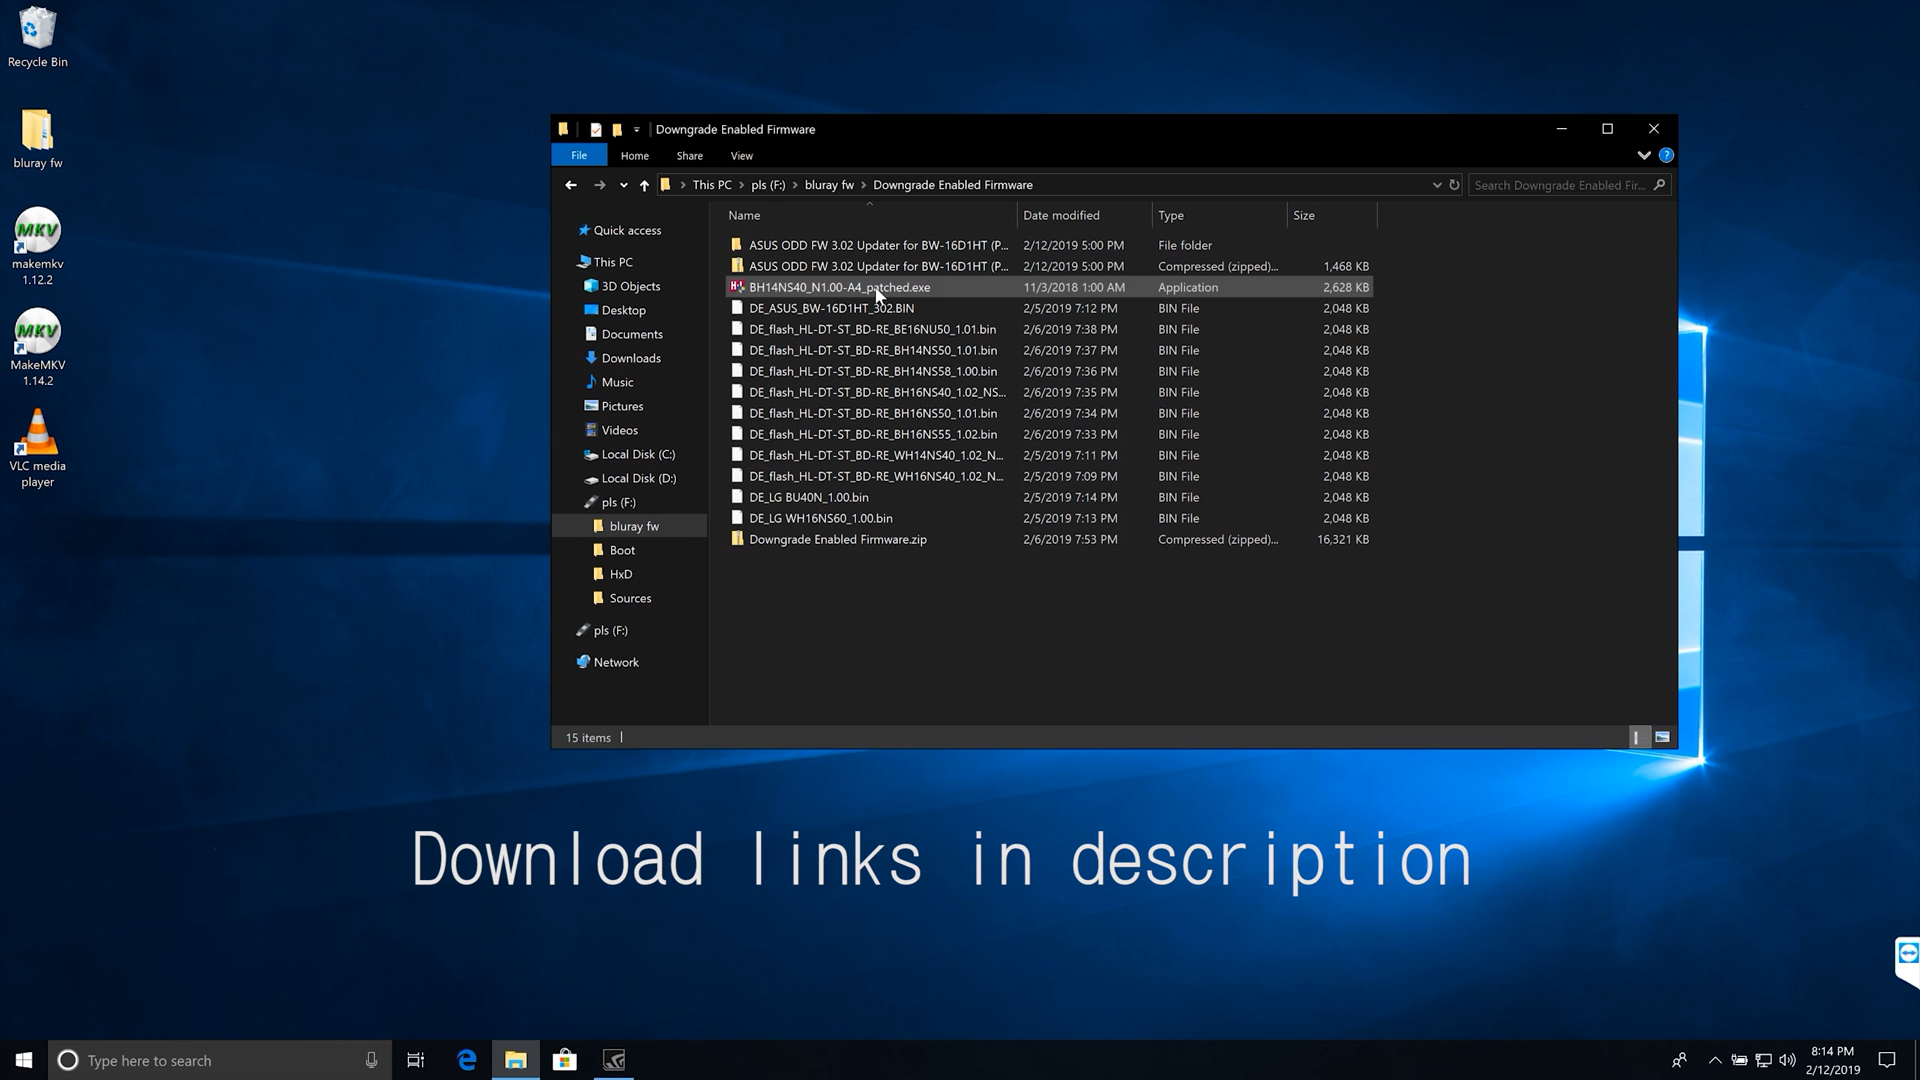 Recycle Bin
bluray fw
MKV
makemkv
1.12.2
MKV
MakeMKV
1.14.2
VLC media
player
Downgrade Enabled Firmware
File Home Share View
This PC > pls (F:) > bluray fw > Downgrade Enabled Firmware
Search Downgrade Enabled Fir...
Quick access
This PC
3D Objects
Desktop
Documents
Downloads
Music
Pictures
Videos
Local Disk (C:)
Local Disk (D:)
pls (F:)
bluray fw
Boot
HxD
Sources
pls (F:)
Network
Name Date modified Type Size
ASUS ODD FW 3.02 Updater for BW-16D1HT (P... 2/12/2019 5:00 PM File folder
ASUS ODD FW 3.02 Updater for BW-16D1HT (P... 2/12/2019 5:00 PM Compressed (zipped)... 1,468 KB
BH14NS40_N1.00-A4_patched.exe 11/3/2018 1:00 AM Application 2,628 KB
DE_ASUS_BW-16D1HT_302.BIN 2/5/2019 7:12 PM BIN File 2,048 KB
DE_flash_HL-DT-ST_BD-RE_BE16NU50_1.01.bin 2/6/2019 7:38 PM BIN File 2,048 KB
DE_flash_HL-DT-ST_BD-RE_BH14NS50_1.01.bin 2/6/2019 7:37 PM BIN File 2,048 KB
DE_flash_HL-DT-ST_BD-RE_BH14NS58_1.00.bin 2/6/2019 7:36 PM BIN File 2,048 KB
DE_flash_HL-DT-ST_BD-RE_BH16NS40_1.02_NS... 2/6/2019 7:35 PM BIN File 2,048 KB
DE_flash_HL-DT-ST_BD-RE_BH16NS50_1.01.bin 2/6/2019 7:34 PM BIN File 2,048 KB
DE_flash_HL-DT-ST_BD-RE_BH16NS55_1.02.bin 2/6/2019 7:33 PM BIN File 2,048 KB
DE_flash_HL-DT-ST_BD-RE_WH14NS40_1.02_N... 2/5/2019 7:11 PM BIN File 2,048 KB
DE_flash_HL-DT-ST_BD-RE_WH16NS40_1.02_N... 2/5/2019 7:09 PM BIN File 2,048 KB
DE_LG BU40N_1.00.bin 2/5/2019 7:14 PM BIN File 2,048 KB
DE_LG WH16NS60_1.00.bin 2/5/2019 7:13 PM BIN File 2,048 KB
Downgrade Enabled Firmware.zip 2/6/2019 7:53 PM Compressed (zipped)... 16,321 KB
15 items
Download links in description
Type here to search
8:14 PM
2/12/2019